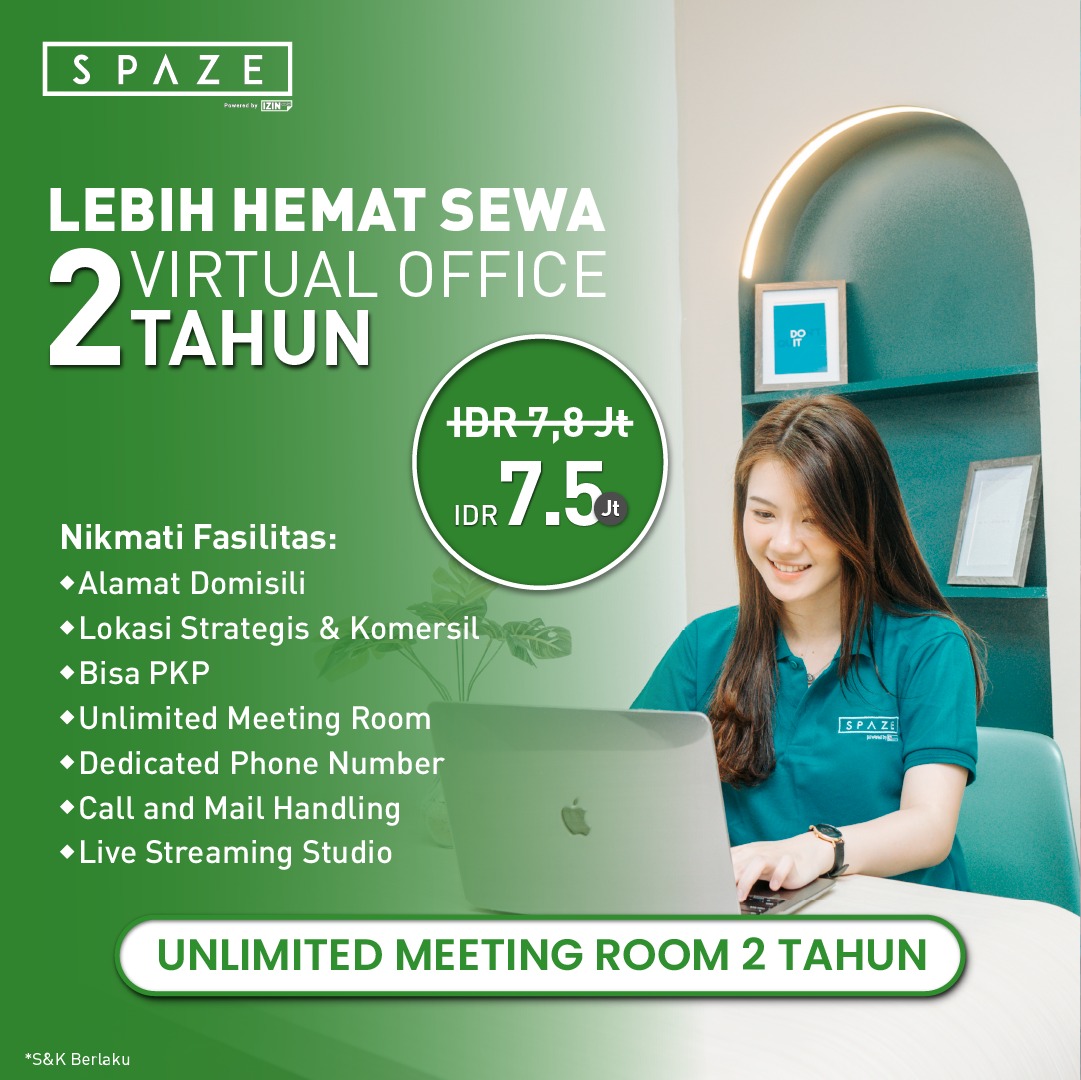 SPAZE
Powered by IZIN
LEBIH HEMAT SEWA
2 VIRTUAL OFFICE
TAHUN
IDR 7,8 Jt
IDR 7.5 Jt
Nikmati Fasilitas:
Alamat Domisili
Lokasi Strategis & Komersil
Bisa PKP
Unlimited Meeting Room
Dedicated Phone Number
Call and Mail Handling
Live Streaming Studio
UNLIMITED MEETING ROOM 2 TAHUN
*S&K Berlaku
DO
IT
SPAZE
powered by